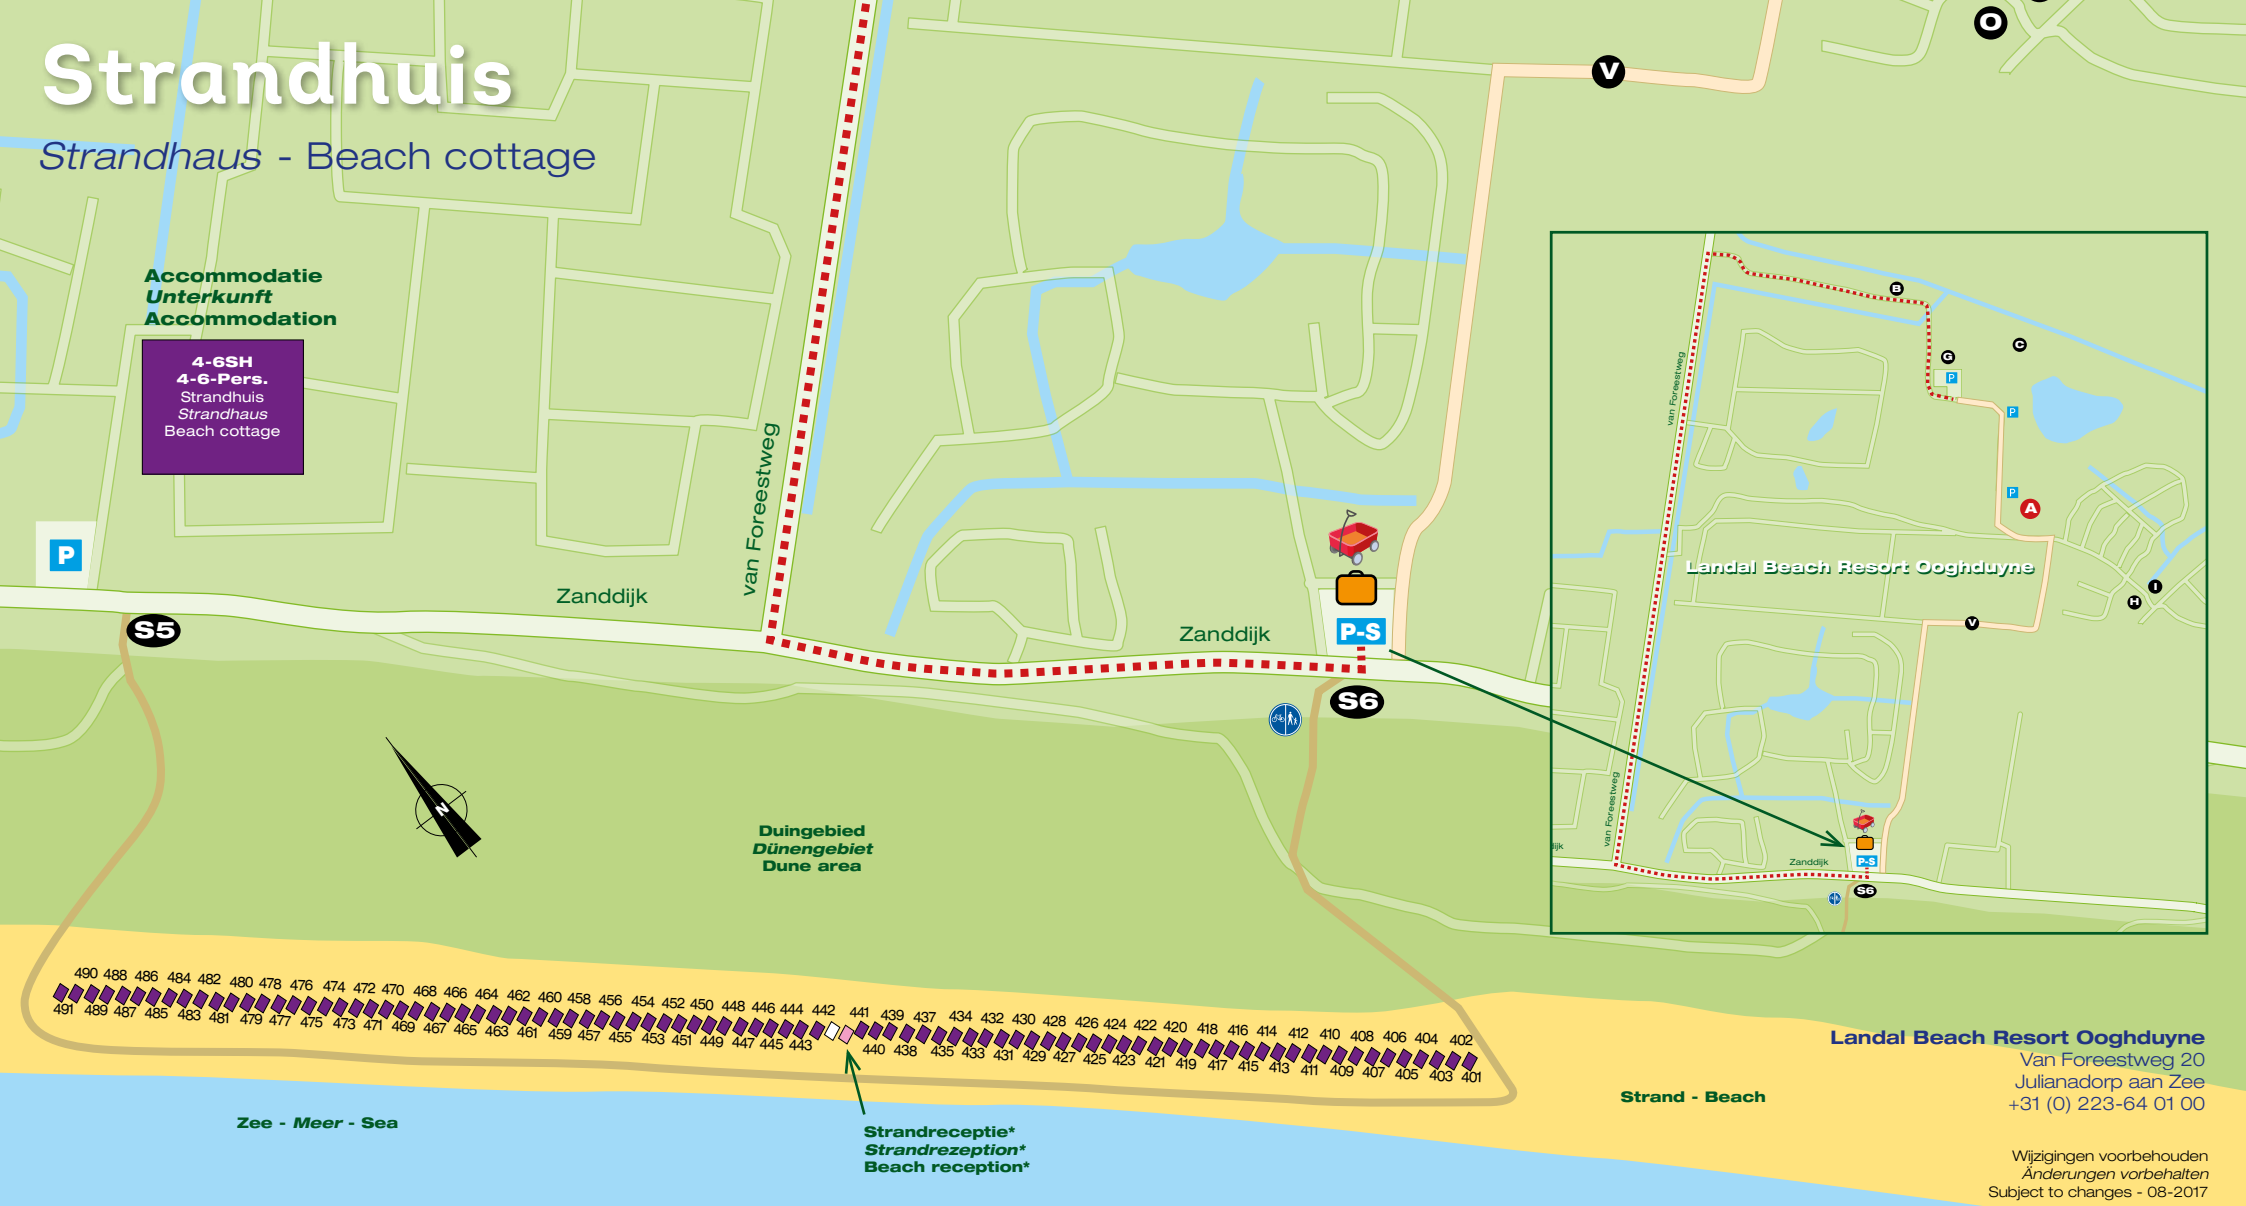 Strandhuis
Strandhaus - Beach cottage
Accommodatie
Unterkunft
Accommodation
4-6SH
4-6-Pers.
Strandhuis
Strandhaus
Beach cottage
P
S5
Zanddijk
van Foreestweg
Zanddijk
P-S
S6
V
O
N
Duingebied
Dünengebiet
Dune area
B
C
G
P
P
P
A
van Foreestweg
Landal Beach Resort Ooghduyne
I
H
V
van Foreestweg
ijk
Zanddijk
P-S
S6
490 488 486 484 482 480 478 476 474 472 470 468 466 464 462 460 458 456 454 452 450 448 446 444 442 441 439 437 434 432 430 428 426 424 422 420 418 416 414 412 410 408 406 404 402
491 489 487 485 483 481 479 477 475 473 471 469 467 465 463 461 459 457 455 453 451 449 447 445 443 440 438 435 433 431 429 427 425 423 421 419 417 415 413 411 409 407 405 403 401
Zee - Meer - Sea
Strandreceptie*
Strandrezeption*
Beach reception*
Strand - Beach
Landal Beach Resort Ooghduyne
Van Foreestweg 20
Julianadorp aan Zee
+31 (0) 223-64 01 00
Wijzigingen voorbehouden
Änderungen vorbehalten
Subject to changes - 08-2017